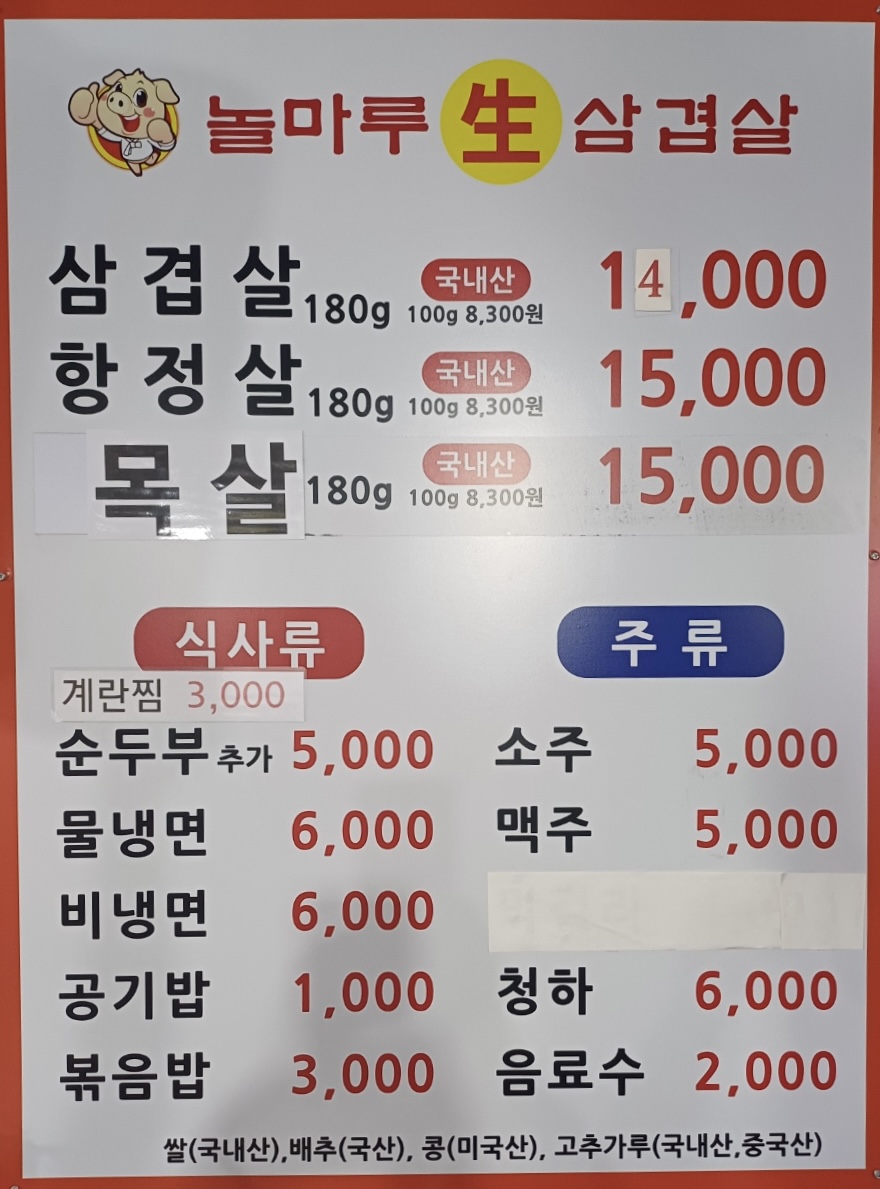 놀마루 生 삼겹살
삼겹살 180g 국내산 100g 8,300원 14,000
항정살 180g 국내산 100g 8,300원 15,000
목살 180g 국내산 100g 8,300원 15,000
식사류
계란찜 3,000
순두부 추가 5,000
물냉면 6,000
비냉면 6,000
공기밥 1,000
볶음밥 3,000
주류
소주 5,000
맥주 5,000
청하 6,000
음료수 2,000
쌀(국내산),배추(국산), 콩(미국산), 고추가루(국내산,중국산)